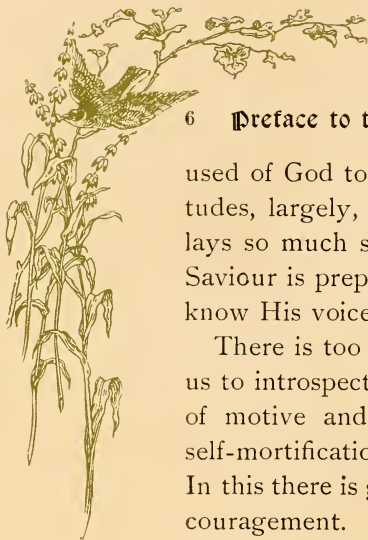 6 Preface to t
used of God to
tudes, largely,
lays so much s
Saviour is prep
know His voice
There is too
us to introspect
of motive and
self-mortificatio
In this there is g
couragement.